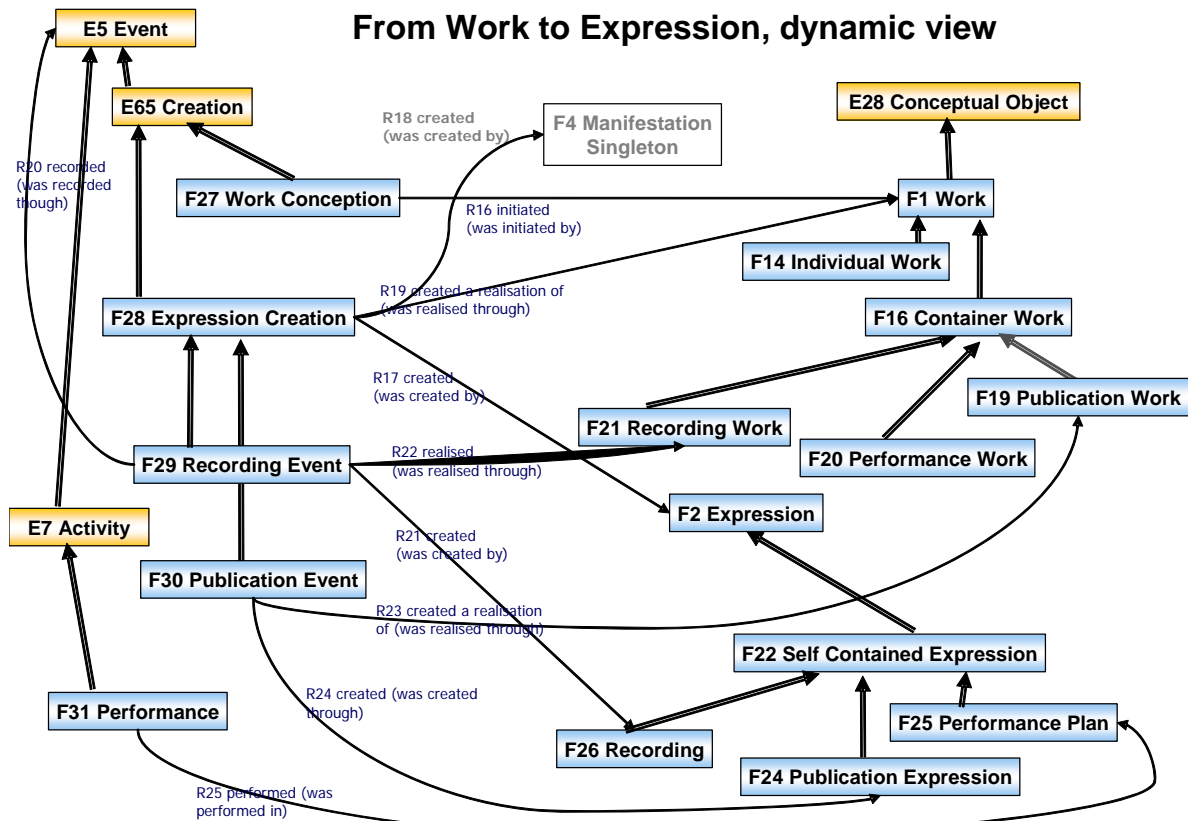 From Work to Expression, dynamic view
E5 Event
E65 Creation
E28 Conceptual Object
R18 created
(was created by)
F4 Manifestation
Singleton
R20 recorded
(was recorded
though)
F27 Work Conception
F1 Work
R16 initiated
(was initiated by)
F14 Individual Work
R19 created a realisation of
(was realised through)
F28 Expression Creation
F16 Container Work
R17 created
(was created by)
F19 Publication Work
F21 Recording Work
R22 realised
(was realised through)
F29 Recording Event
F20 Performance Work
F2 Expression
E7 Activity
R21 created
(was created by)
F30 Publication Event
R23 created a realisation
of (was realised through)
F22 Self Contained Expression
R24 created (was created
through)
F31 Performance
F25 Performance Plan
F26 Recording
F24 Publication Expression
R25 performed (was
performed in)